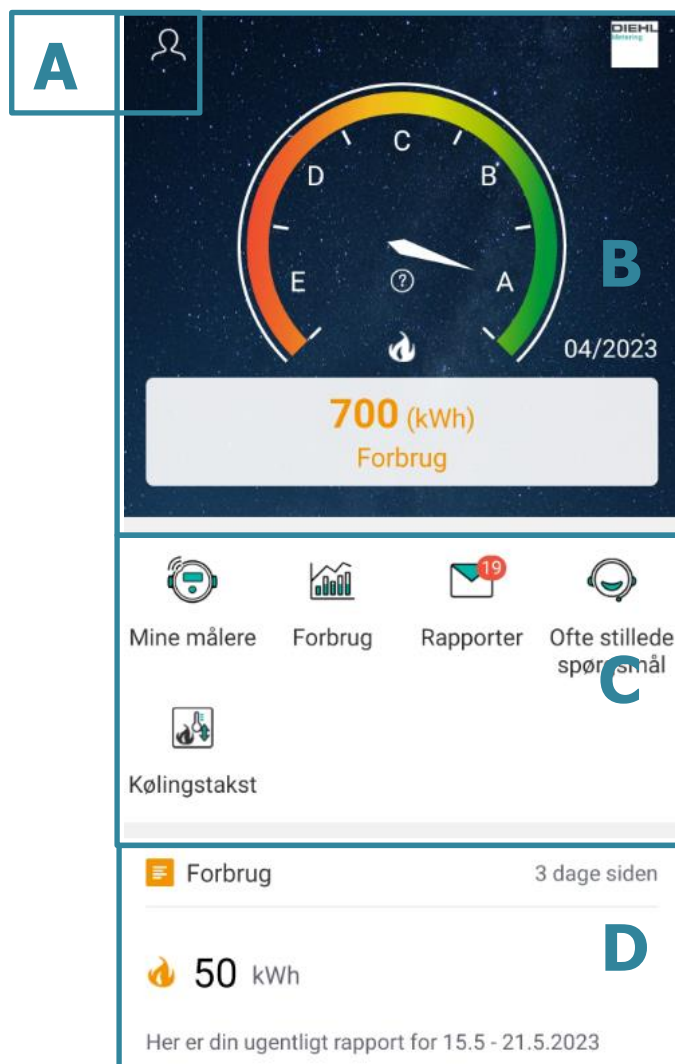 A
DIEHL
Metering
C
D
B
E
?
A
B
04/2023
700 (kWh)
Forbrug
19
Mine målere
Forbrug
Rapporter
Ofte stillede
spørgsmål
C
Kølingstakst
Forbrug
3 dage siden
D
50 kWh
Her er din ugentligt rapport for 15.5 - 21.5.2023